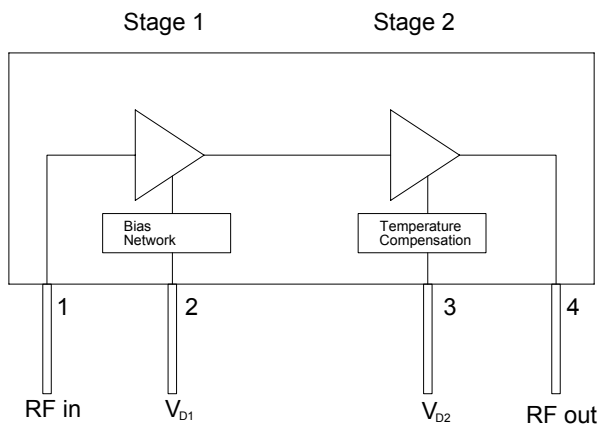 Stage 1 Stage 2
Bias
Network
Temperature
Compensation
1 2 3 4
RF in VD1 VD2 RF out